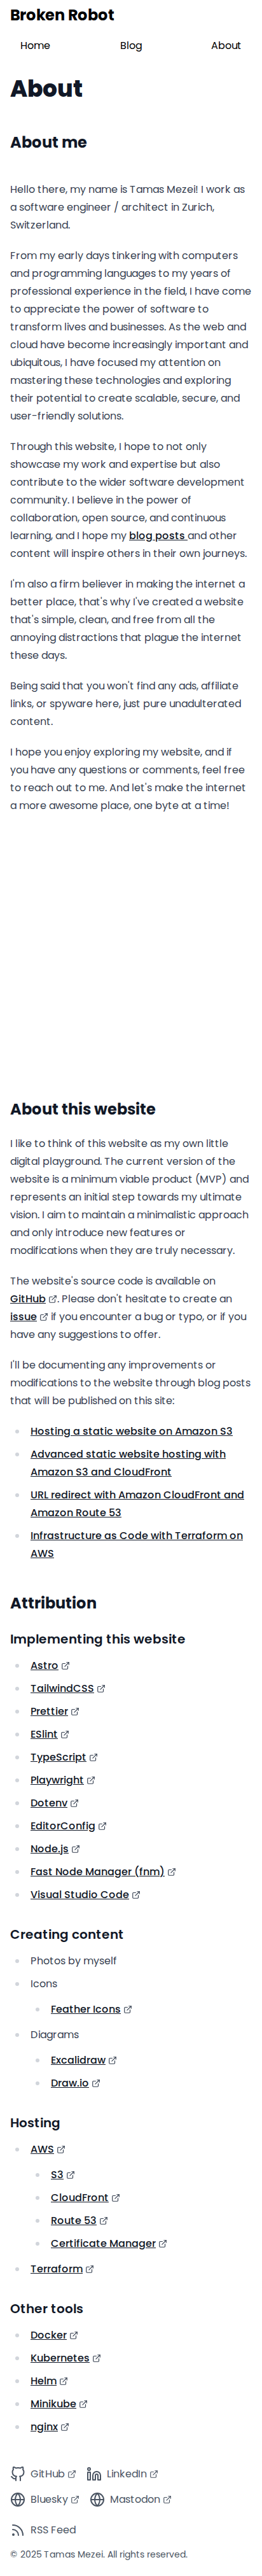 Broken Robot
Home Blog About
About
About me
Hello there, my name is Tamas Mezei! I work as
a software engineer / architect in Zurich,
Switzerland.
From my early days tinkering with computers
and programming languages to my years of
professional experience in the field, I have come
to appreciate the power of software to
transform lives and businesses. As the web and
cloud have become increasingly important and
ubiquitous, I have focused my attention on
mastering these technologies and exploring
their potential to create scalable, secure, and
user-friendly solutions.
Through this website, I hope to not only
showcase my work and expertise but also
contribute to the wider software development
community. I believe in the power of
collaboration, open source, and continuous
learning, and I hope my blog posts and other
content will inspire others in their own journeys.
I'm also a firm believer in making the internet a
better place, that's why I've created a website
that's simple, clean, and free from all the
annoying distractions that plague the internet
these days.
Being said that you won't find any ads, affiliate
links, or spyware here, just pure unadulterated
content.
I hope you enjoy exploring my website, and if
you have any questions or comments, feel free
to reach out to me. And let's make the internet
a more awesome place, one byte at a time!
About this website
I like to think of this website as my own little
digital playground. The current version of the
website is a minimum viable product (MVP) and
represents an initial step towards my ultimate
vision. I aim to maintain a minimalistic approach
and only introduce new features or
modifications when they are truly necessary.
The website's source code is available on
GitHub. Please don't hesitate to create an
issue if you encounter a bug or typo, or if you
have any suggestions to offer.
I'll be documenting any improvements or
modifications to the website through blog posts
that will be published on this site:
Hosting a static website on Amazon S3
Advanced static website hosting with
Amazon S3 and CloudFront
URL redirect with Amazon CloudFront and
Amazon Route 53
Infrastructure as Code with Terraform on
AWS
Attribution
Implementing this website
Astro
TailwindCSS
Prettier
ESlint
TypeScript
Playwright
Dotenv
EditorConfig
Node.js
Fast Node Manager (fnm)
Visual Studio Code
Creating content
Photos by myself
Icons
Feather Icons
Diagrams
Excalidraw
Draw.io
Hosting
AWS
S3
CloudFront
Route 53
Certificate Manager
Terraform
Other tools
Docker
Kubernetes
Helm
Minikube
nginx
GitHub LinkedIn
Bluesky Mastodon
RSS Feed
© 2025 Tamas Mezei. All rights reserved.